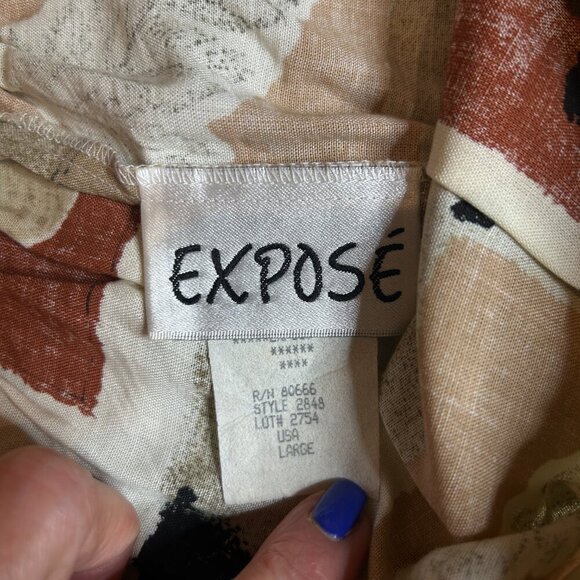 EXPOSÉ
******
****
R/N 80666
STYLE 2848
LOT# 2754
USA
LARGE